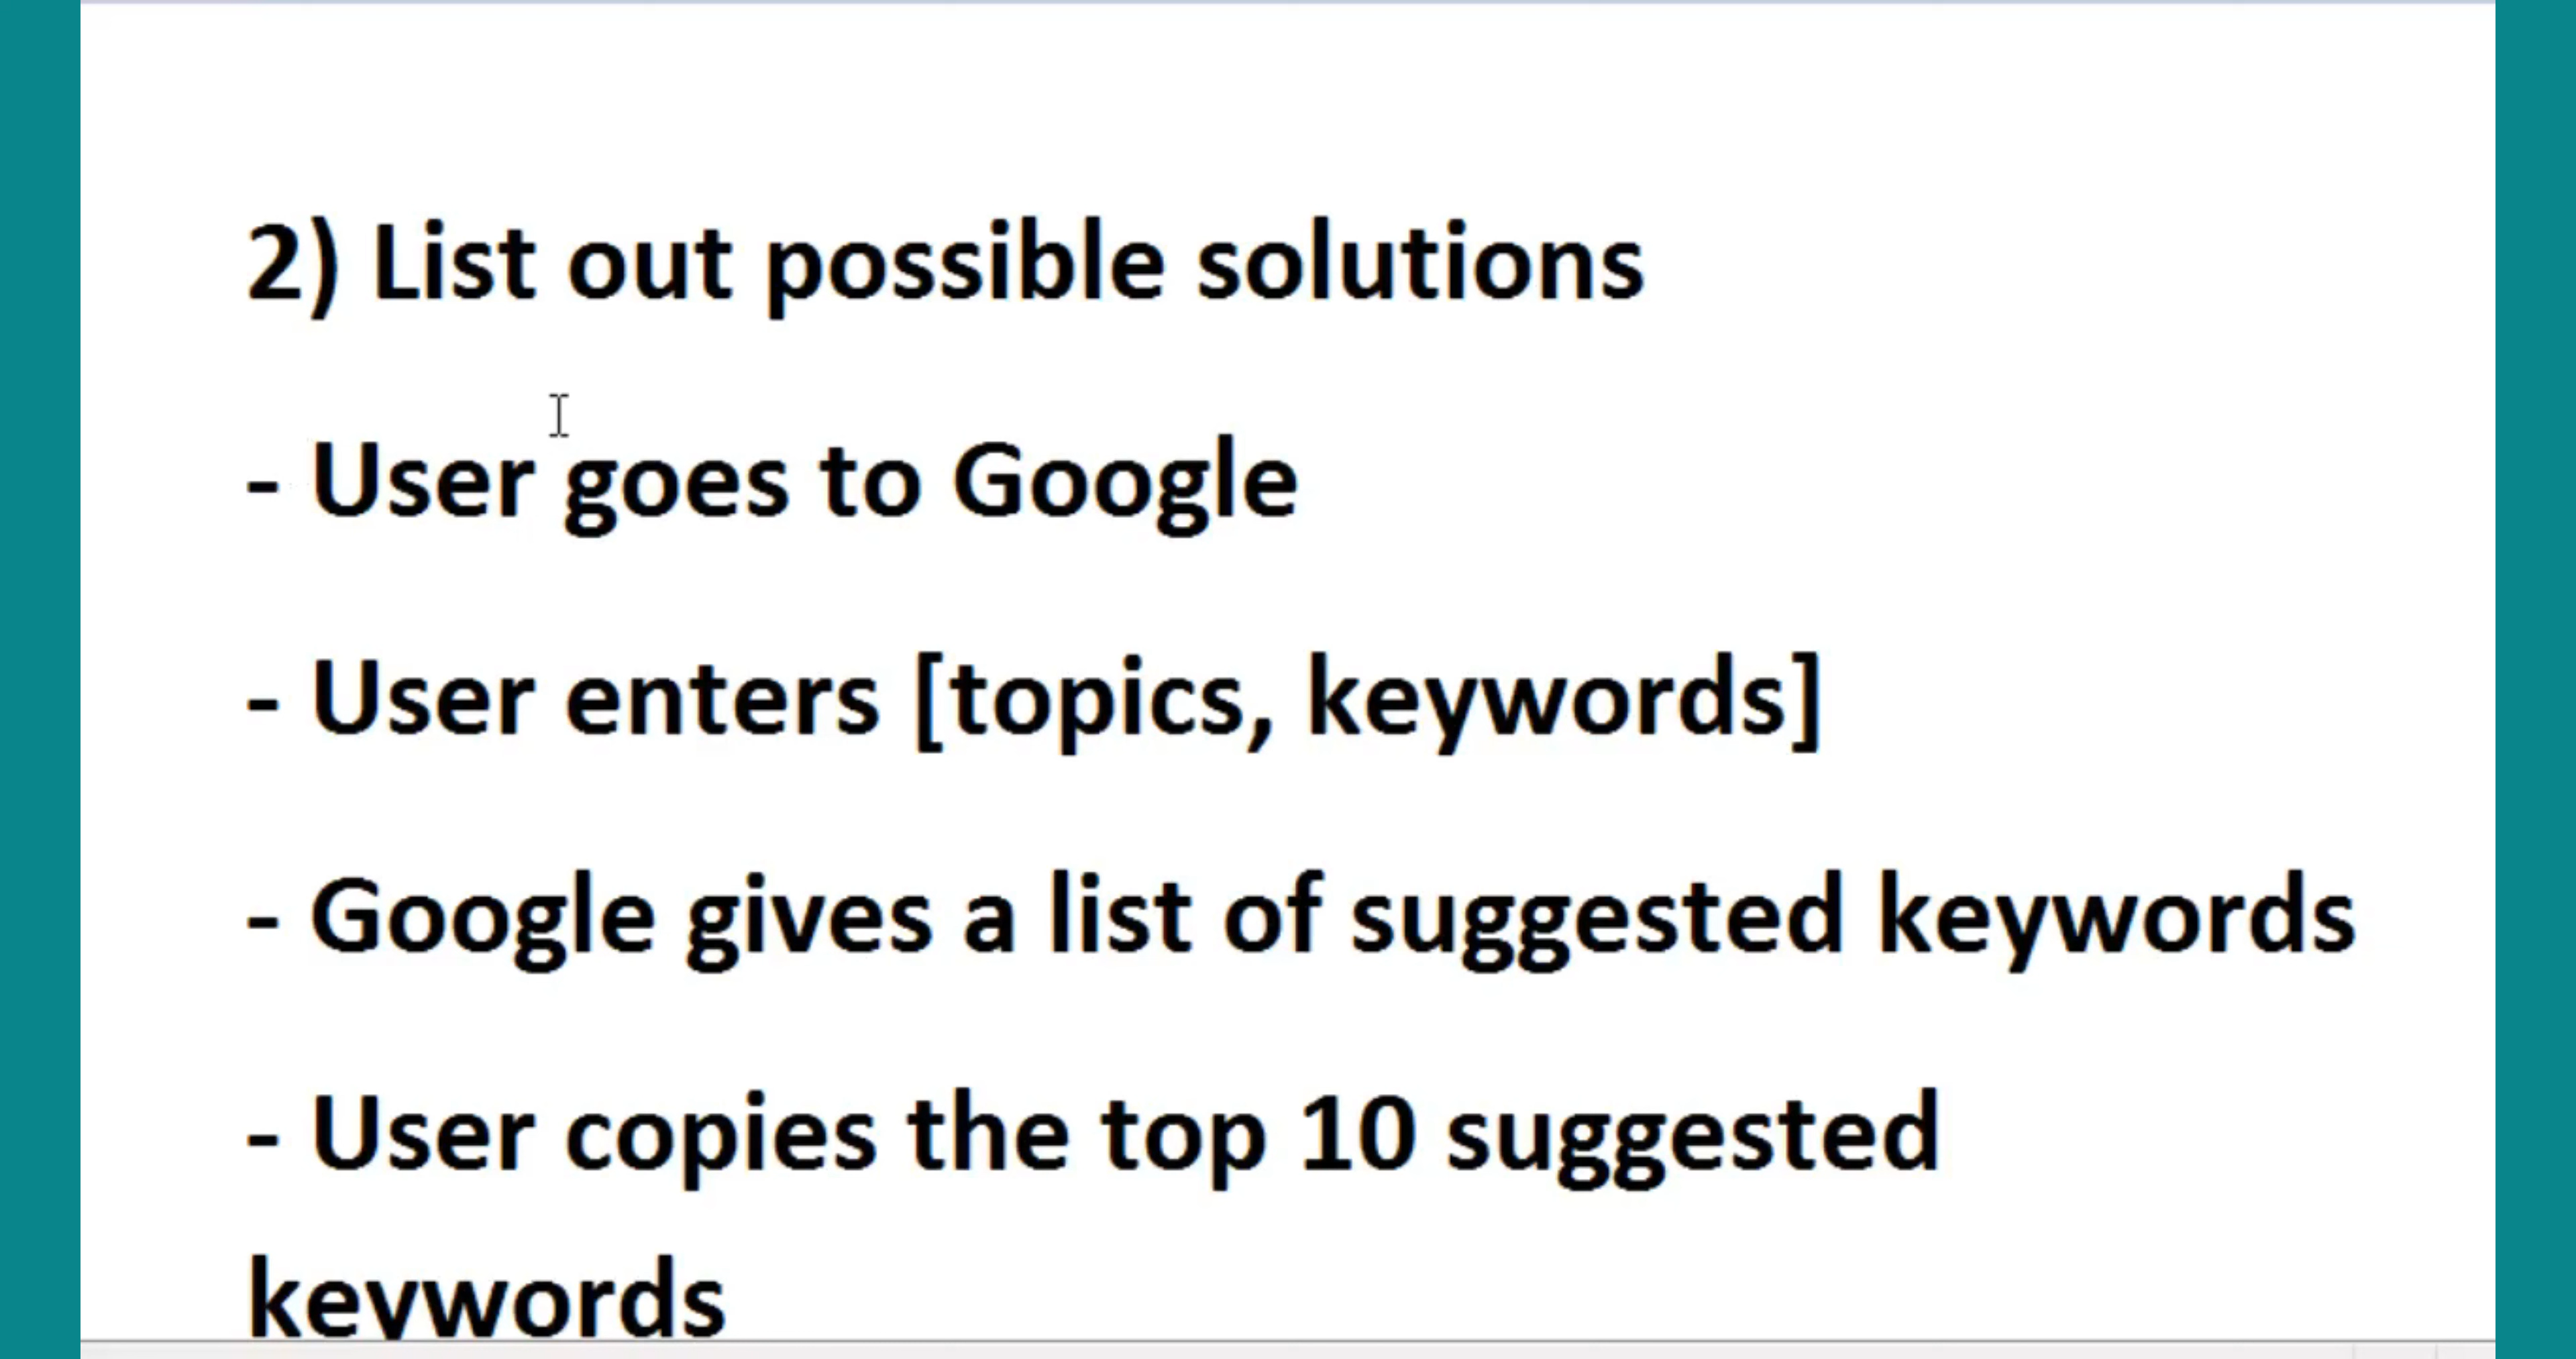 2) List out possible solutions
- User goes to Google
- User enters [topics, keywords]
- Google gives a list of suggested keywords
- User copies the top 10 suggested
keywords